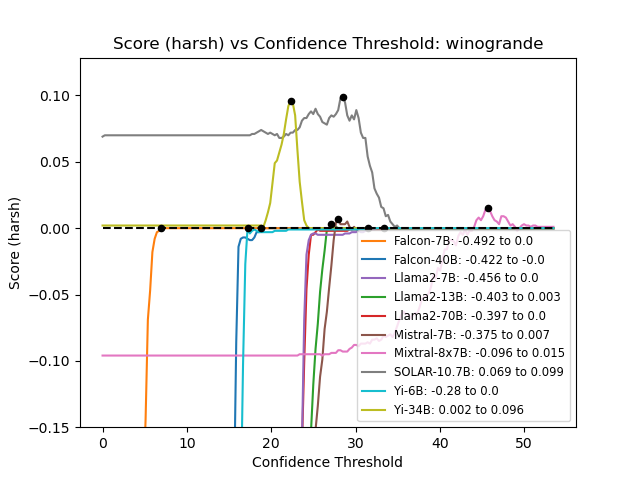 Score (harsh) vs Confidence Threshold: winogrande
Score (harsh)
0.10
0.05
0.00
−0.05
−0.10
−0.15
Falcon-7B: -0.492 to 0.0
Falcon-40B: -0.422 to -0.0
Llama2-7B: -0.456 to 0.0
Llama2-13B: -0.403 to 0.003
Llama2-70B: -0.397 to 0.0
Mistral-7B: -0.375 to 0.007
Mixtral-8x7B: -0.096 to 0.015
SOLAR-10.7B: 0.069 to 0.099
Yi-6B: -0.28 to 0.0
Yi-34B: 0.002 to 0.096
0 10 20 30 40 50
Confidence Threshold